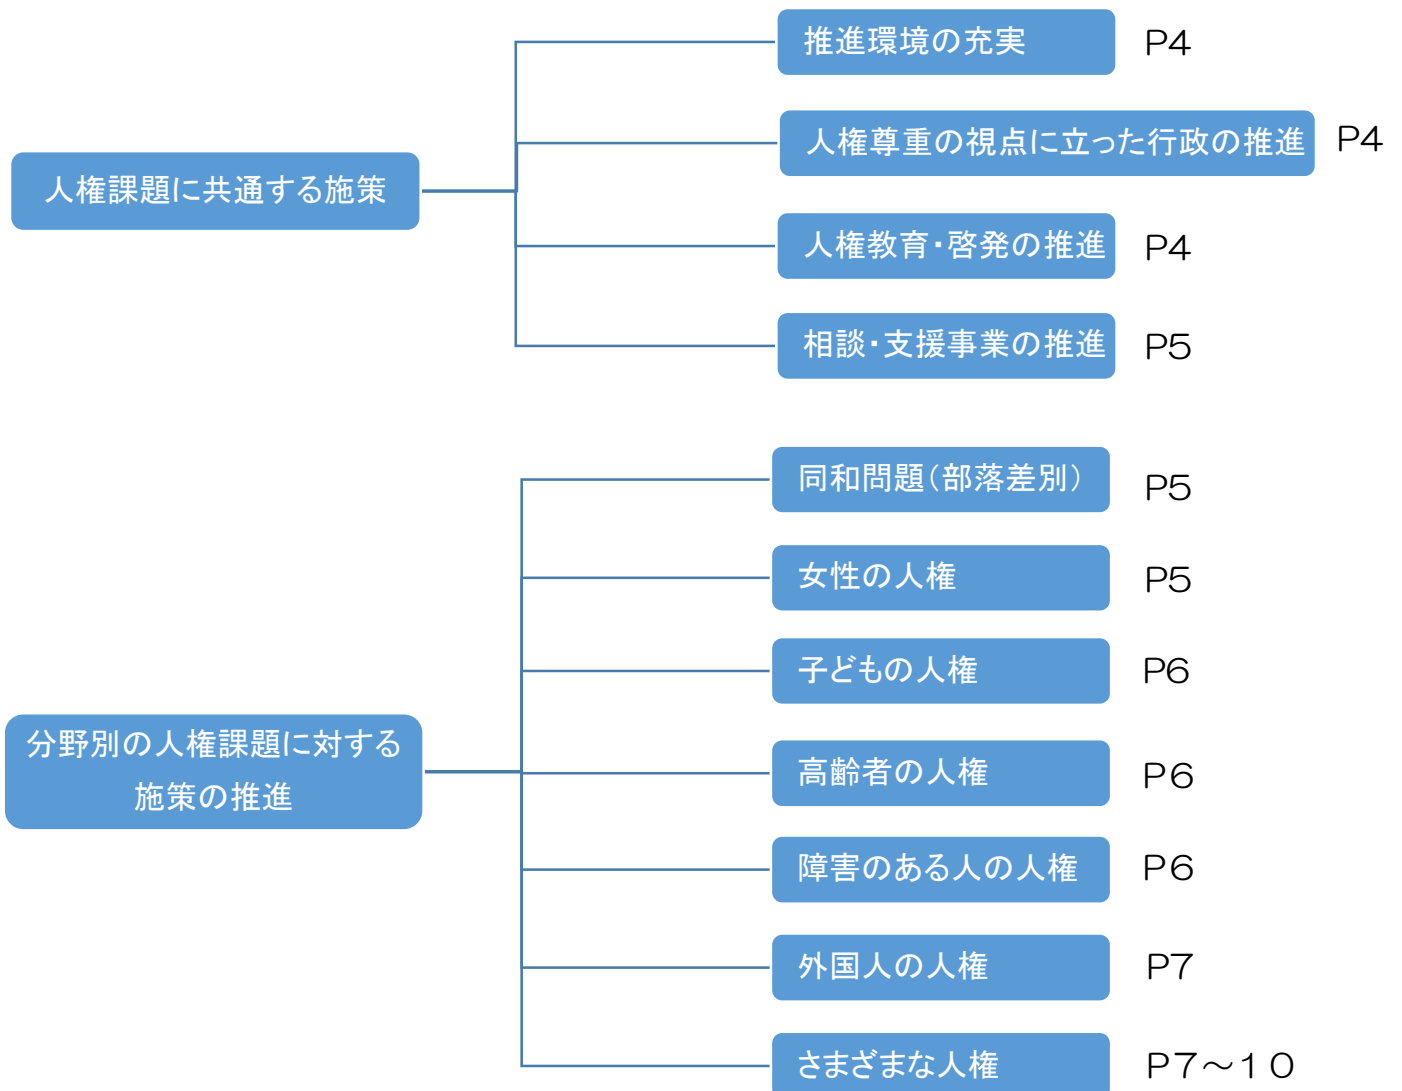 人権課題に共通する施策
推進環境の充実 P4
人権尊重の視点に立った行政の推進 P4
人権教育・啓発の推進 P4
相談・支援事業の推進 P5
分野別の人権課題に対する
施策の推進
同和問題（部落差別） P5
女性の人権 P5
子どもの人権 P6
高齢者の人権 P6
障害のある人の人権 P6
外国人の人権 P7
さまざまな人権 P7～10